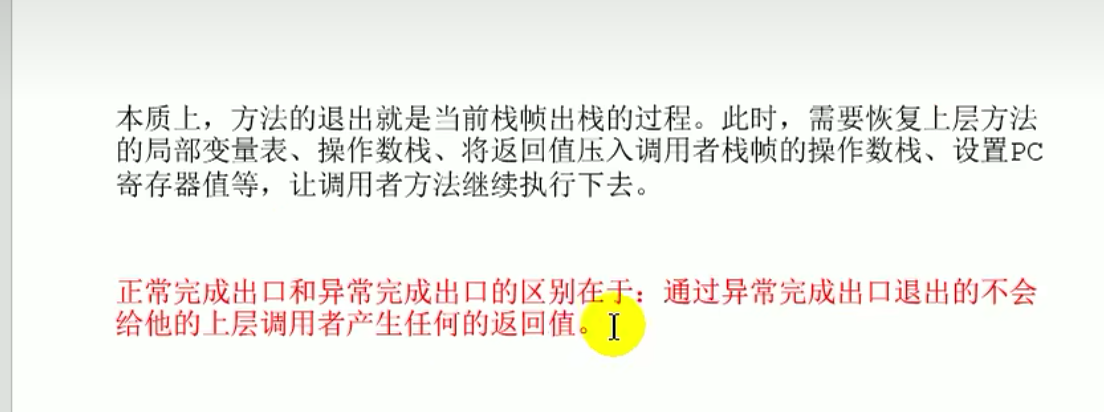 本质上，方法的退出就是当前栈帧出栈的过程。此时，需要恢复上层方法
的局部变量表、操作数栈、将返回值压入调用者栈帧的操作数栈、设置PC
寄存器值等，让调用者方法继续执行下去。
正常完成出口和异常完成出口的区别在于：通过异常完成出口退出的不会
给他的上层调用者产生任何的返回值。